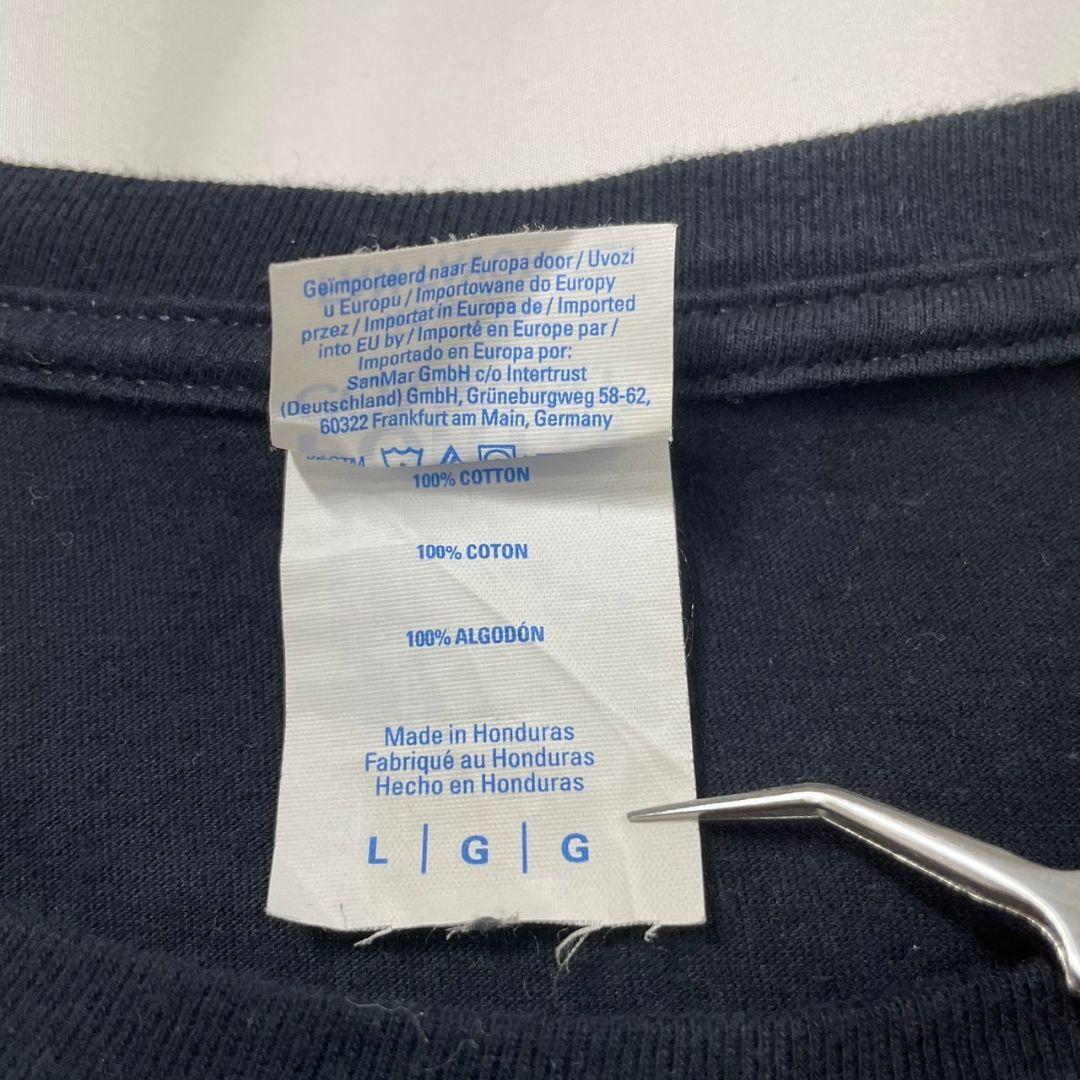 Geïmporteerd naar Europa door / Uvozi
u Europu / Importowane do Europy
przez / Importat in Europa de / Imported
into EU by / Importé en Europe par /
Importado en Europa por:
SanMar GmbH c/o Intertrust
(Deutschland) GmbH, Grüneburgweg 58-62,
60322 Frankfurt am Main, Germany
100% COTTON
100% COTON
100% ALGODÓN
Made in Honduras
Fabriqué au Honduras
Hecho en Honduras
L | G | G